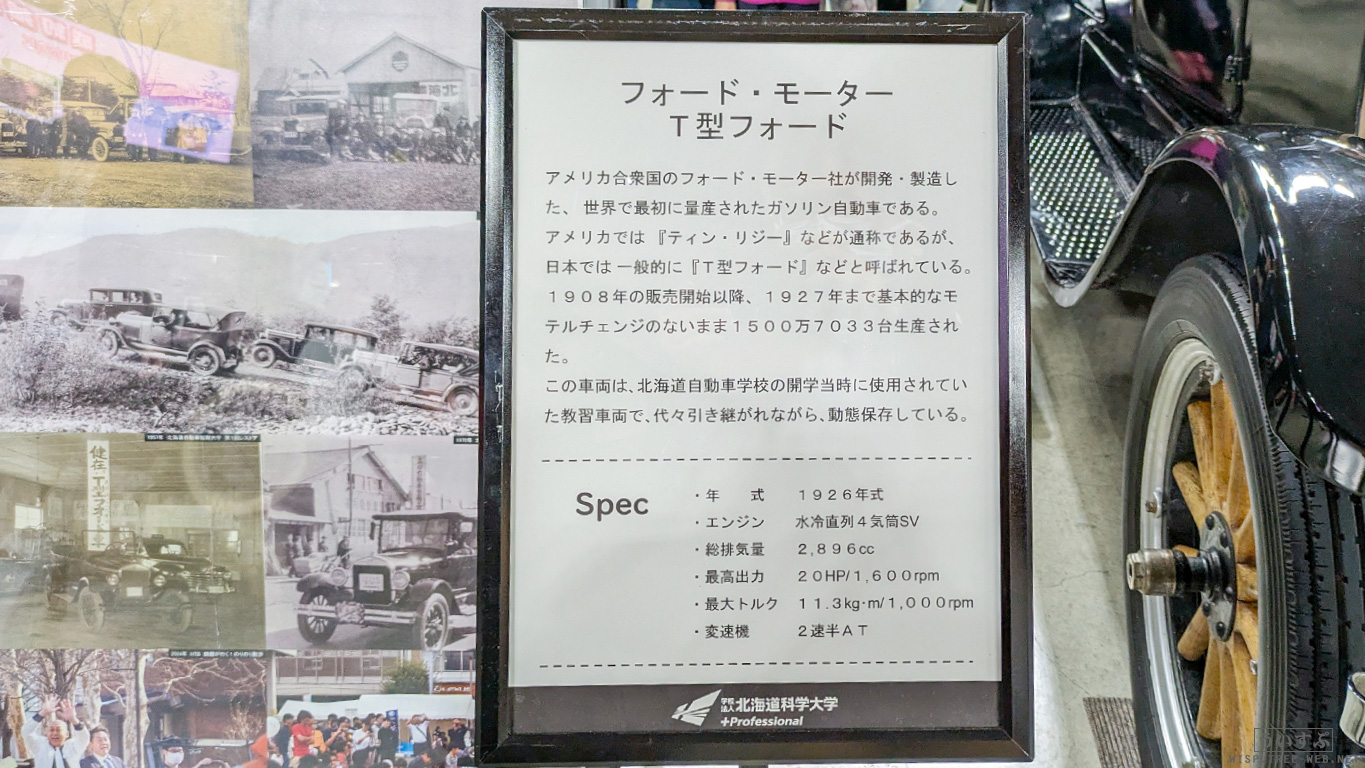 フォード・モーター
T型フォード
アメリカ合衆国のフォード・モーター社が開発・製造し
た、 世界で最初に量産されたガソリン自動車である。
アメリカでは『ティン・リジー』などが通称であるが、
日本では 一般的に『T型フォード』などと呼ばれている。
1908年の販売開始以降、1927年まで基本的なモ
テルチェンジのないまま1500万7033台生産され
た。
この車両は、北海道自動車学校の開学当時に使用されてい
た教習車両で、代々引き継がれながら、動態保存している。
Spec
・年　式　1926年式
・エンジン　水冷直列4気筒SV
・総排気量　2,896cc
・最高出力　20HP/1,600rpm
・最大トルク　11.3kg·m/1,000rpm
・変速機　2速半AT
学校法人北海道科学大学
+Professional
健在T型フォード